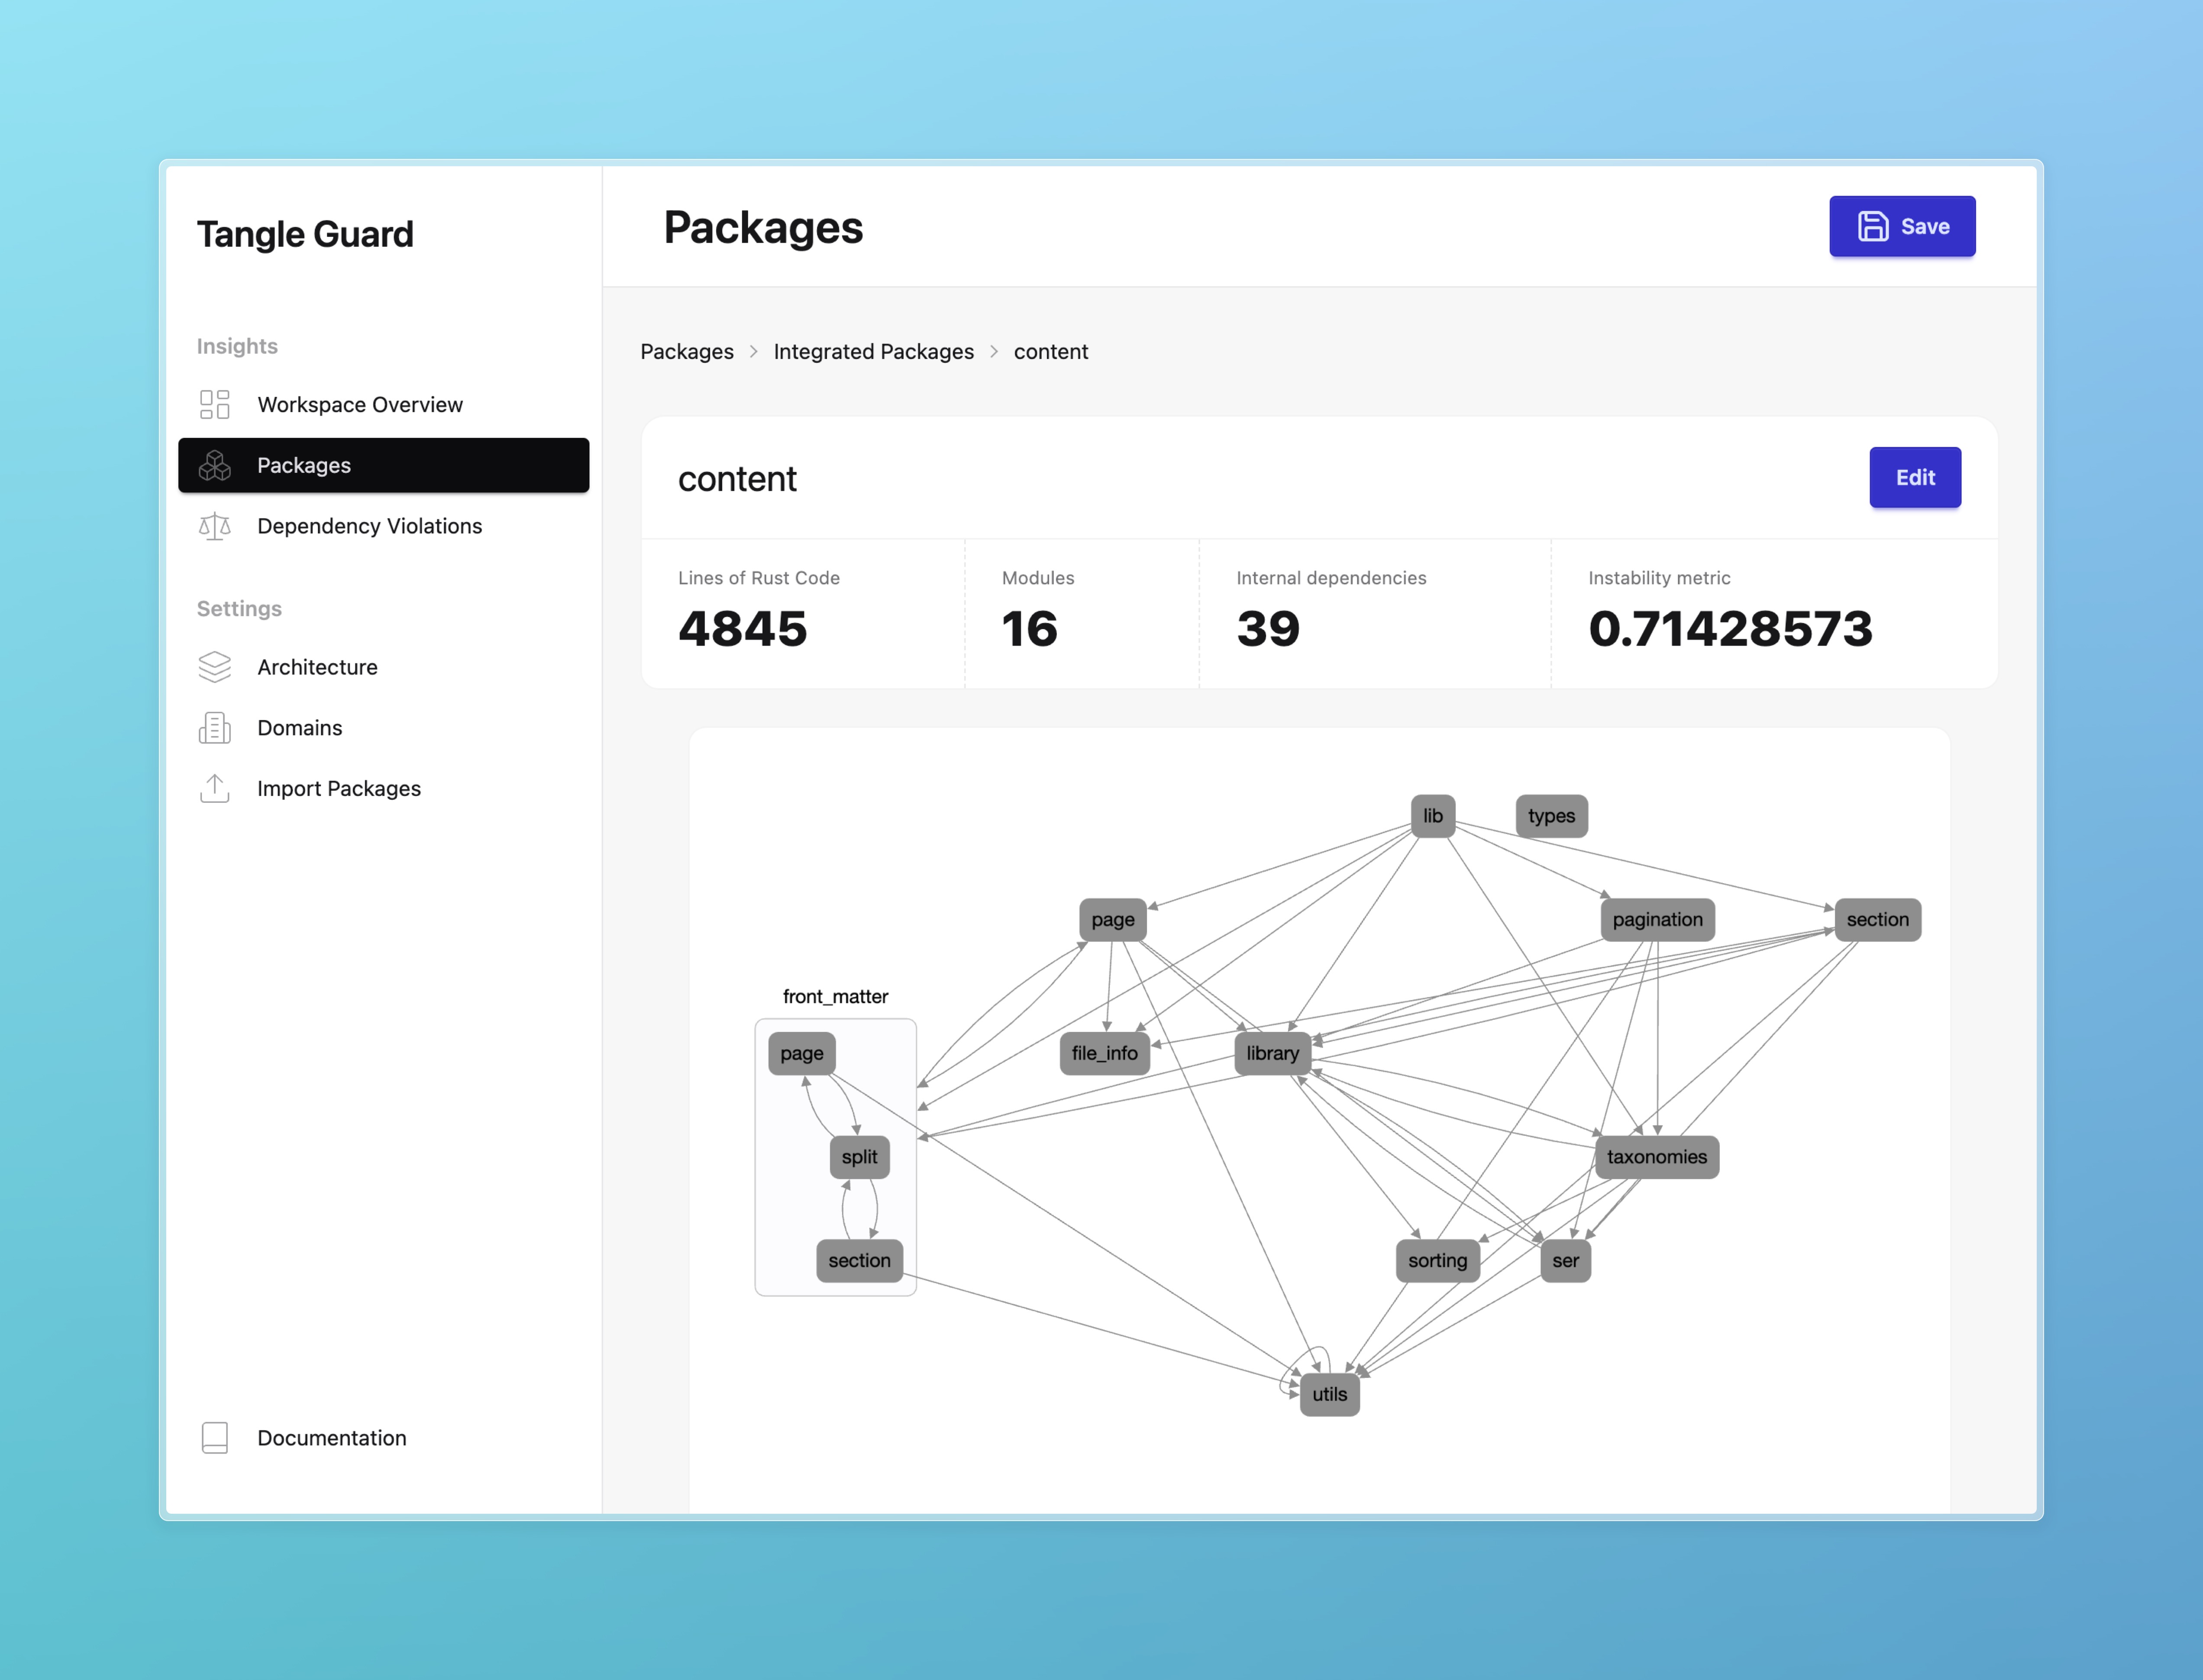 Tangle Guard
Insights
Workspace Overview
Packages
Dependency Violations
Settings
Architecture
Domains
Import Packages
Documentation
Packages
Save
Packages > Integrated Packages > content
content
Edit
Lines of Rust Code
4845
Modules
16
Internal dependencies
39
Instability metric
0.71428573
lib
types
page
pagination
section
front_matter
page
file_info
library
split
taxonomies
section
sorting
ser
utils